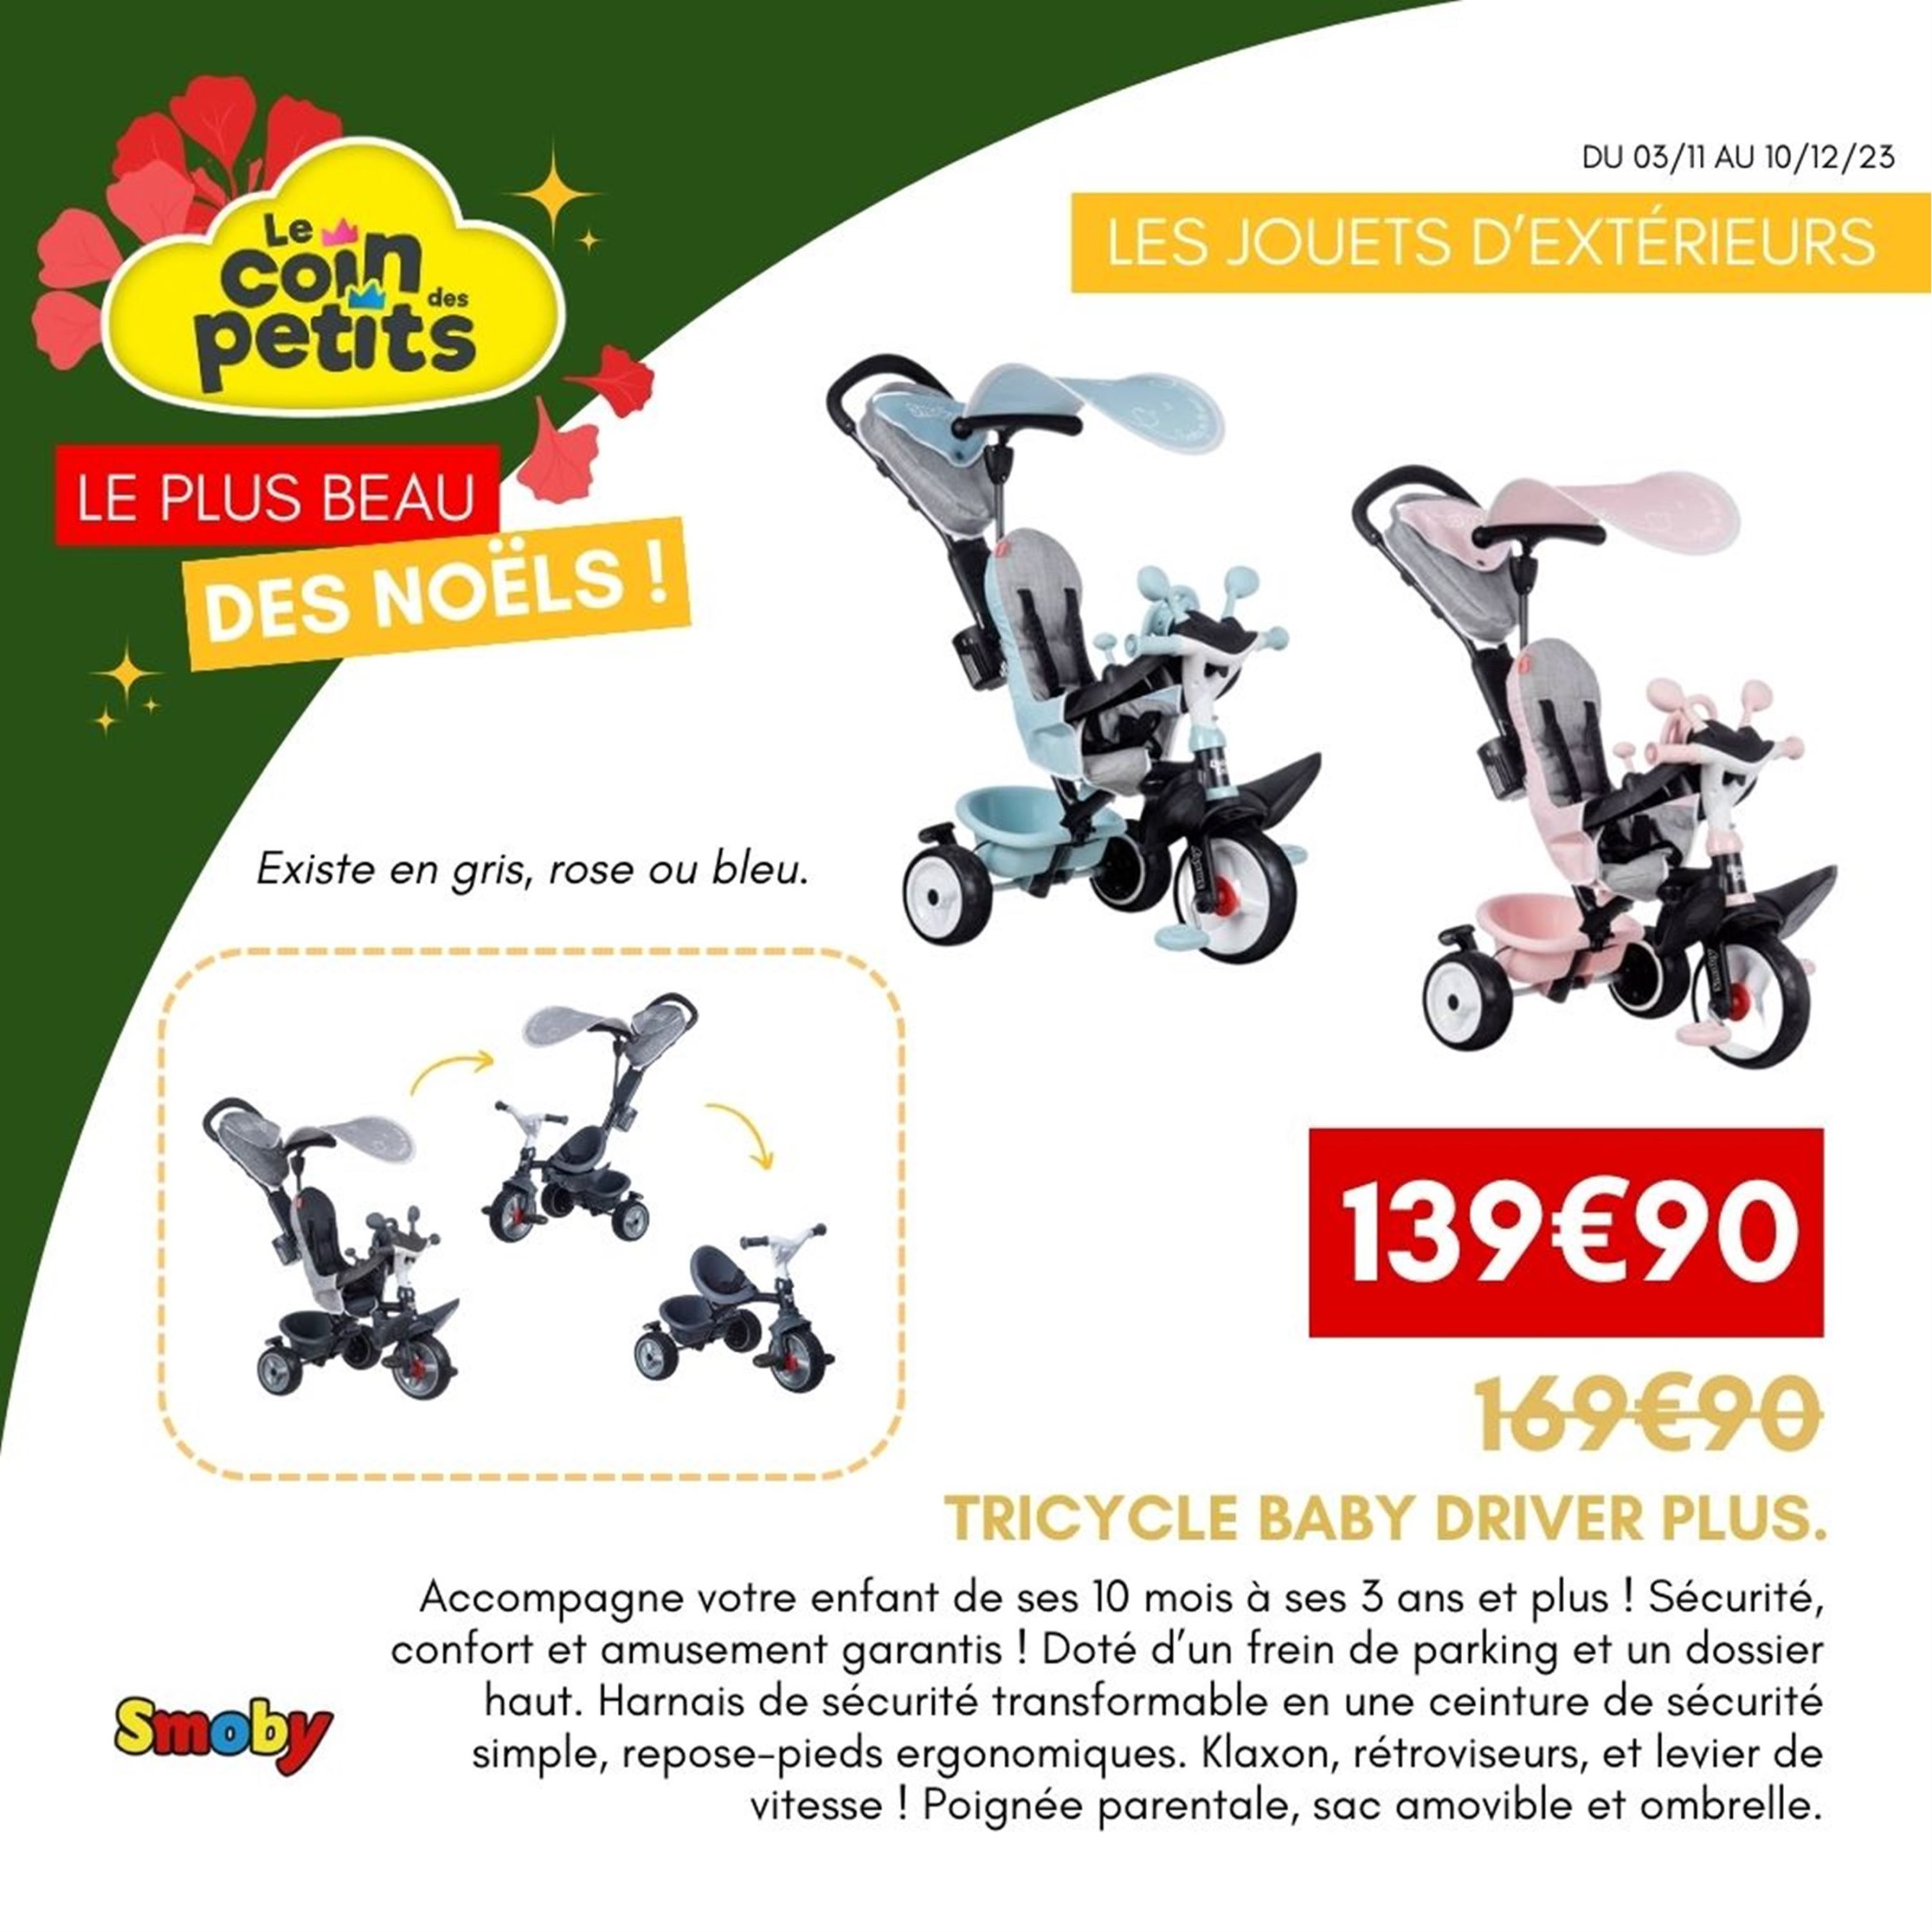 Le
coin
des
petits
DU 03/11 AU 10/12/23
LES JOUETS D'EXTÉRIEURS
LE PLUS BEAU
DES NOËLS !
Existe en gris, rose ou bleu.
139€90
169€90
TRICYCLE BABY DRIVER PLUS.
Accompagne votre enfant de ses 10 mois à ses 3 ans et plus ! Sécurité,
confort et amusement garantis ! Doté d'un frein de parking et un dossier
haut. Harnais de sécurité transformable en une ceinture de sécurité
simple, repose-pieds ergonomiques. Klaxon, rétroviseurs, et levier de
vitesse ! Poignée parentale, sac amovible et ombrelle.
Smoby